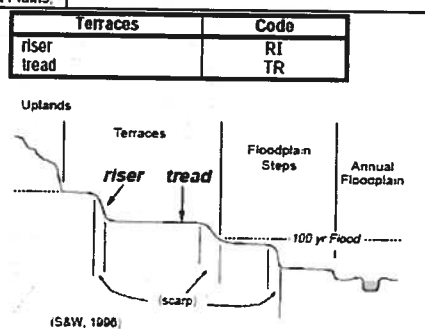 Terraces Code
riser RI
tread TR
Uplands
Terraces
Floodplain
Steps
Annual
Floodplain
riser tread
100 yr Flood
(scarp)
(S&W, 1996)